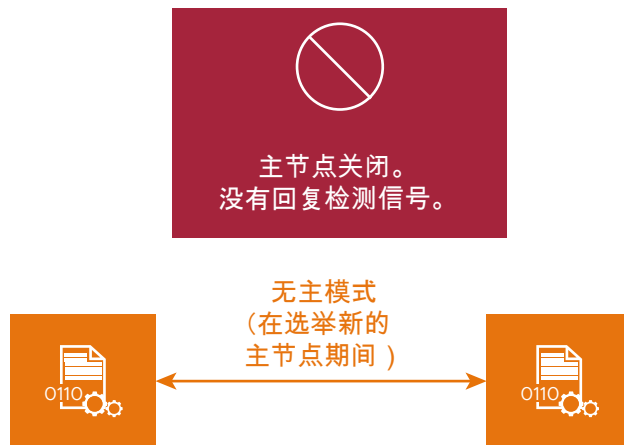 主节点关闭。
没有回复检测信号。
无主模式
（在选举新的
主节点期间）
0110
0110